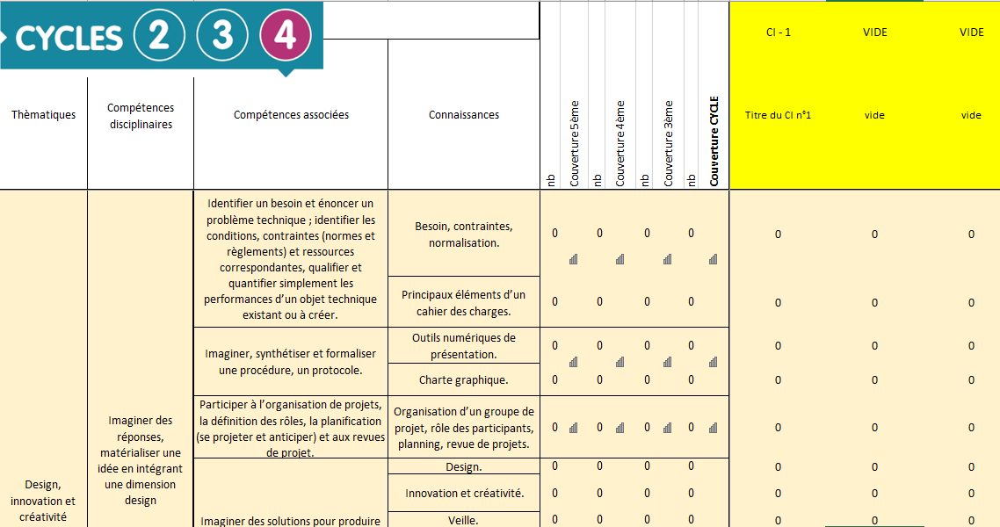 CYCLES 2 3 4
CI - 1 VIDE VIDE
Thèmatiques
Compétences
disciplinaires
Compétences associées
Connaissances
nb
Couverture 5ème
nb
Couverture 4ème
nb
Couverture 3ème
nb
Couverture CYCLE
Titre du CI n°1 vide vide
Design,
innovation et
créativité
Imaginer des
réponses,
matérialiser une
idée en intégrant
une dimension
design
Identifier un besoin et énoncer un
problème technique ; identifier les
conditions, contraintes (normes et
règlements) et ressources
correspondantes, qualifier et
quantifier simplement les
performances d'un objet technique
existant ou à créer.
Besoin, contraintes,
normalisation.
0 0 0 0 0 0 0
Principaux éléments d'un
cahier des charges.
0 0 0 0 0 0 0
Imaginer, synthétiser et formaliser
une procédure, un protocole.
Outils numériques de
présentation.
0 0 0 0 0 0 0
Charte graphique.
0 0 0 0 0 0 0
Participer à l'organisation de projets,
la définition des rôles, la planification
(se projeter et anticiper) et aux revues
de projet.
Organisation d'un groupe de
projet, rôle des participants,
planning, revue de projets.
0 0 0 0 0 0 0
Imaginer des solutions pour produire
Design.
0 0 0 0 0 0 0
Innovation et créativité.
0 0 0 0 0 0 0
Veille.
0 0 0 0 0 0 0